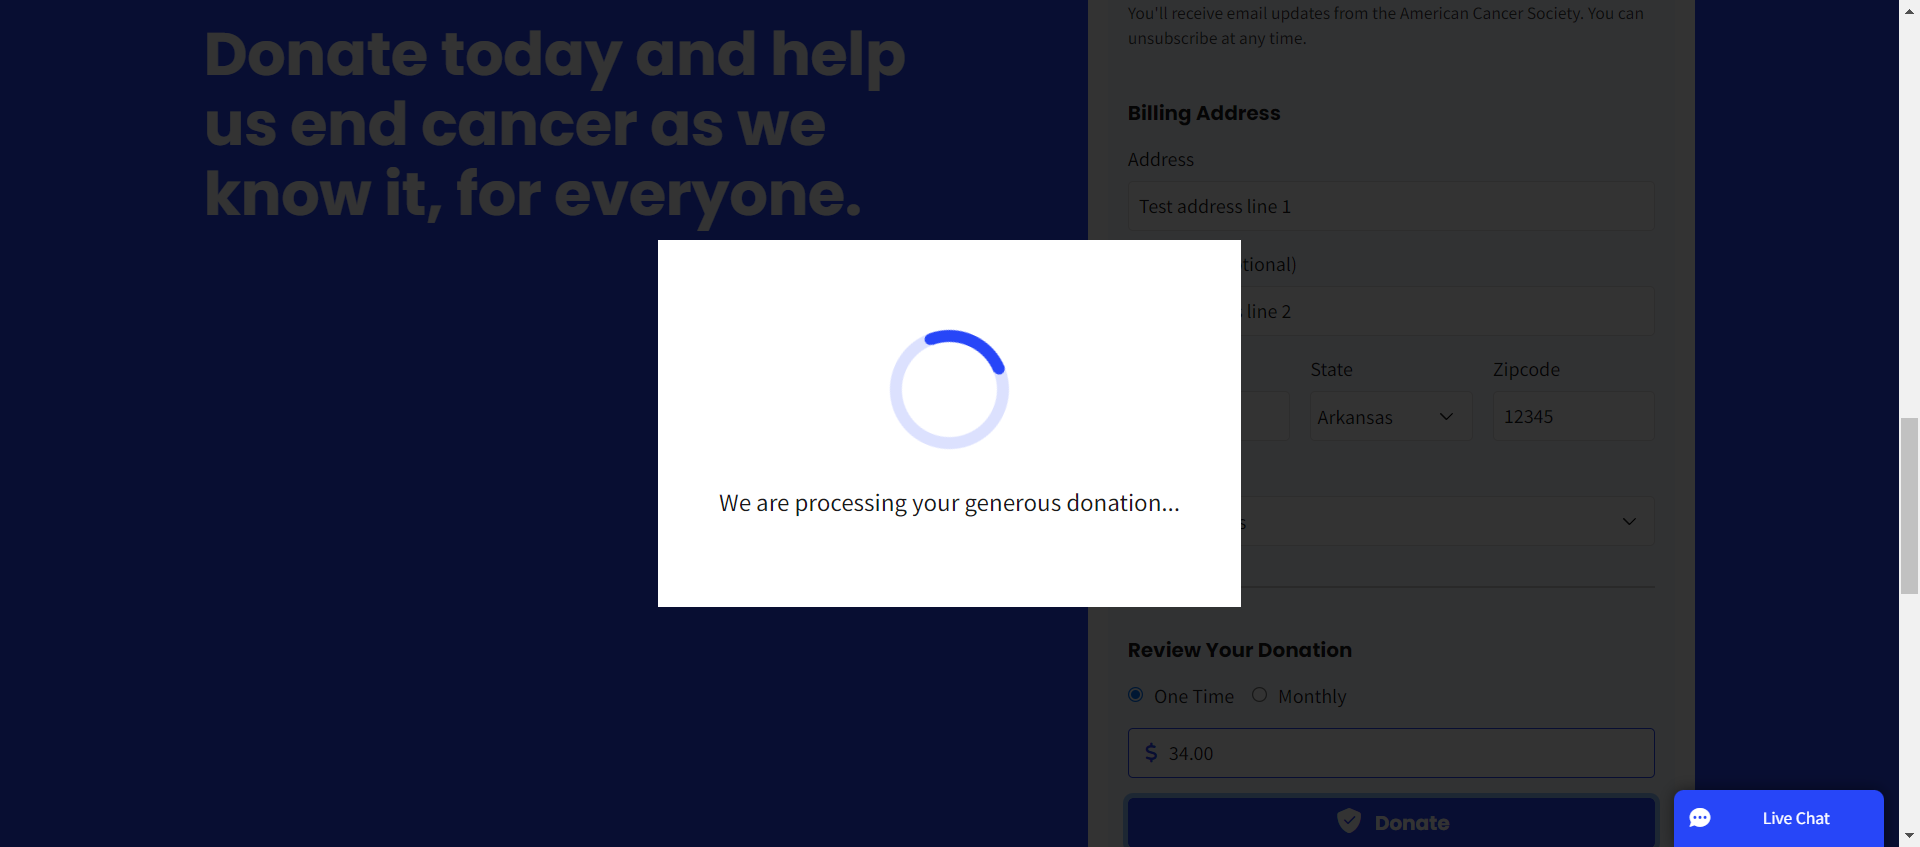 Donate today and help
us end cancer as we
know it, for everyone.
You'll receive email updates from the American Cancer Society. You can
unsubscribe at any time.
Billing Address
Address
Test address line 1
tional)
line 2
State
Zipcode
Arkansas
12345
We are processing your generous donation...
Review Your Donation
One Time
Monthly
$ 34.00
Donate
Live Chat